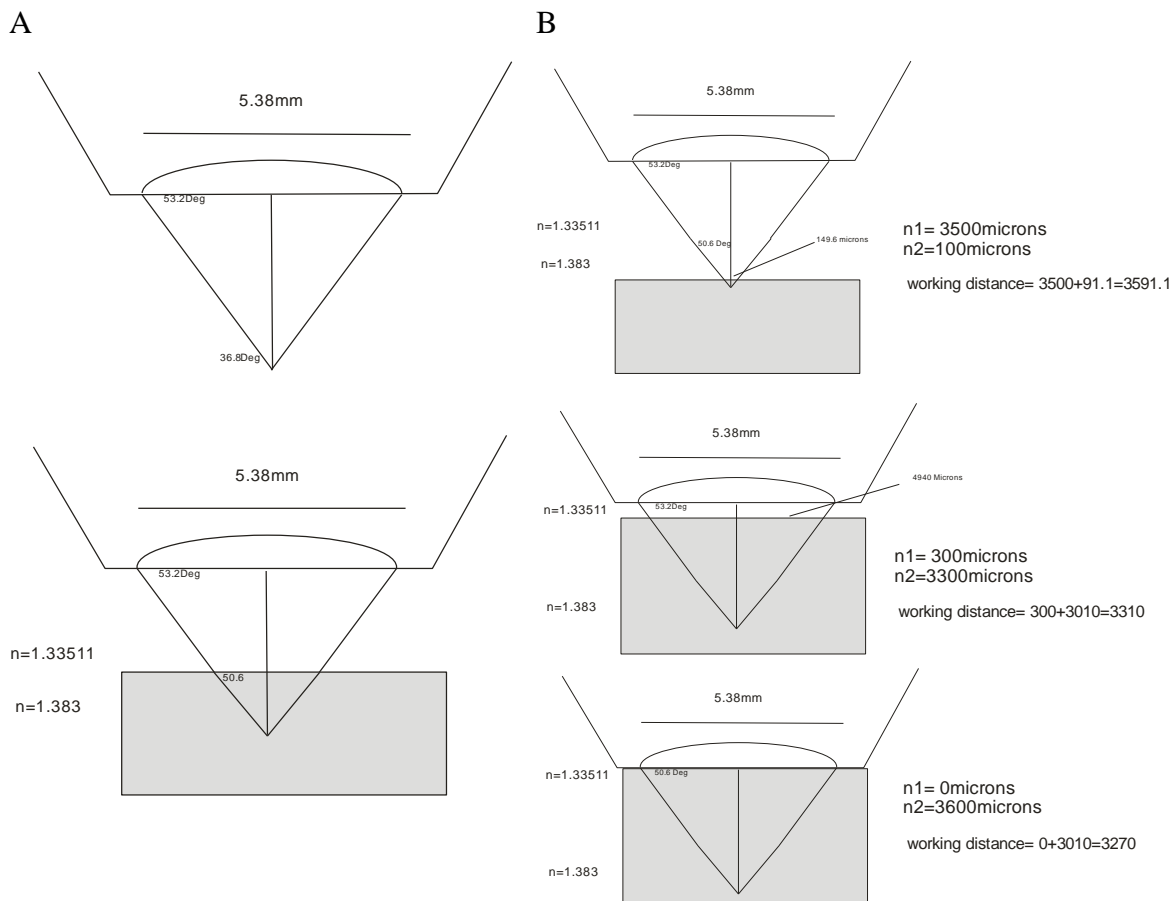 A
5.38mm
53.2Deg
36.8Deg
5.38mm
53.2Deg
n=1.33511
50.6
n=1.383
B
5.38mm
53.2Deg
n=1.33511
50.6 Deg
149.6 microns
n=1.383
n1= 3500microns
n2=100microns
working distance= 3500+91.1=3591.1
5.38mm
4940 Microns
n=1.33511
53.2Deg
n1= 300microns
n2=3300microns
n=1.383
working distance= 300+3010=3310
5.38mm
n=1.33511
50.6 Deg
n1= 0microns
n2=3600microns
working distance= 0+3010=3270
n=1.383